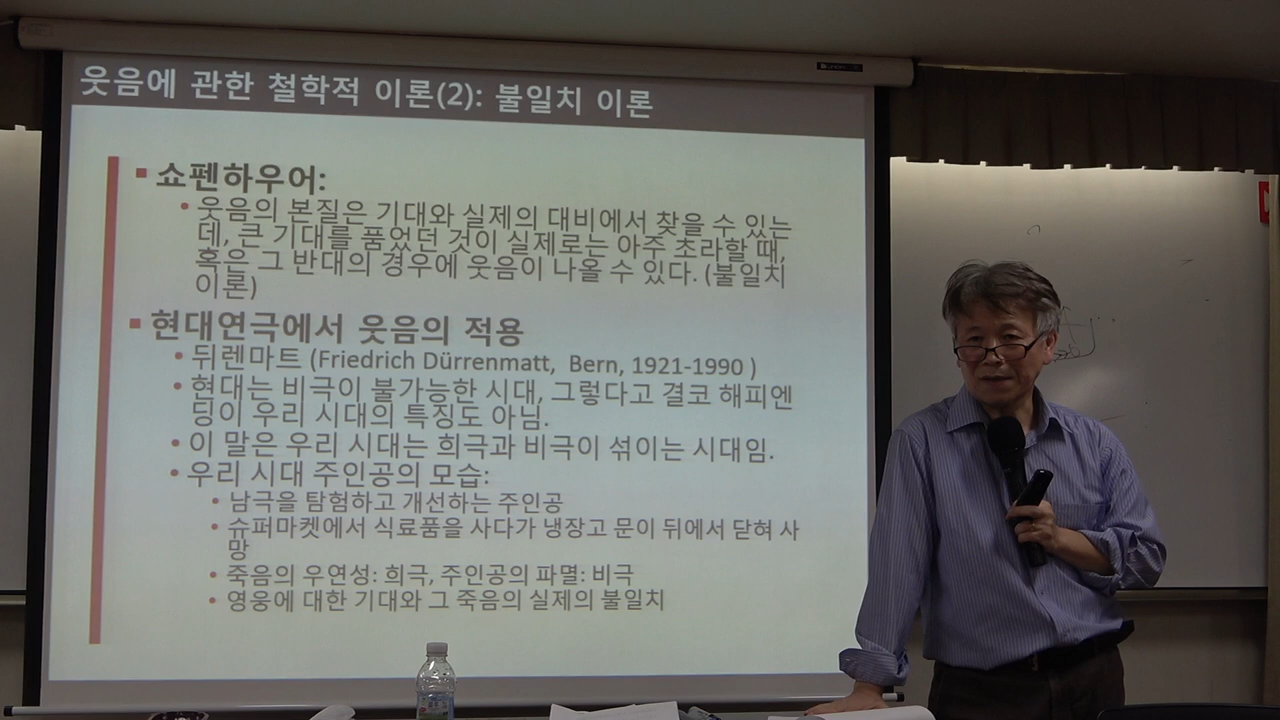 웃음에 관한 철학적 이론(2): 불일치 이론
쇼펜하우어:
웃음의 본질은 기대와 실제의 대비에서 찾을 수 있는
데, 큰 기대를 품었던 것이 실제로는 아주 초라할 때,
혹은 그 반대의 경우에 웃음이 나올 수 있다. (불일치
이론)
현대연극에서 웃음의 적용
뒤렌마트 (Friedrich Dürrenmatt, Bern, 1921-1990 )
현대는 비극이 불가능한 시대, 그렇다고 결코 해피엔
딩이 우리 시대의 특징도 아님.
이 말은 우리 시대는 희극과 비극이 섞이는 시대임.
우리 시대 주인공의 모습:
남극을 탐험하고 개선하는 주인공
슈퍼마켓에서 식료품을 사다가 냉장고 문이 뒤에서 닫혀 사
망
죽음의 우연성: 희극, 주인공의 파멸: 비극
영웅에 대한 기대와 그 죽음의 실제의 불일치